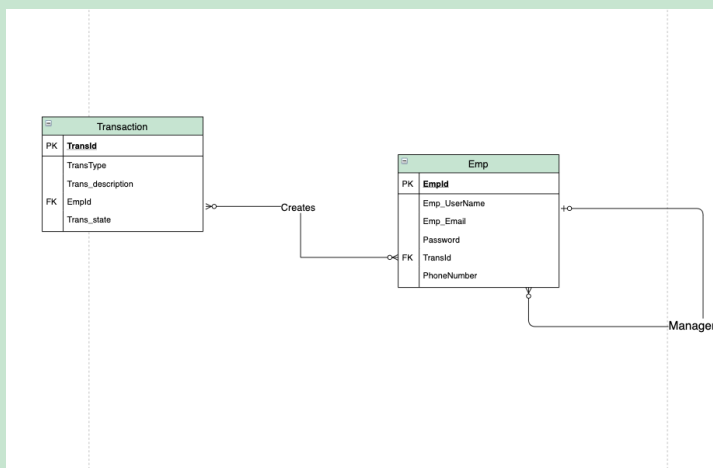 Transaction
PK TransId
TransType
Trans_description
FK EmpId
Trans_state
Creates
Emp
PK EmpId
Emp_UserName
Emp_Email
Password
FK TransId
PhoneNumber
Manager